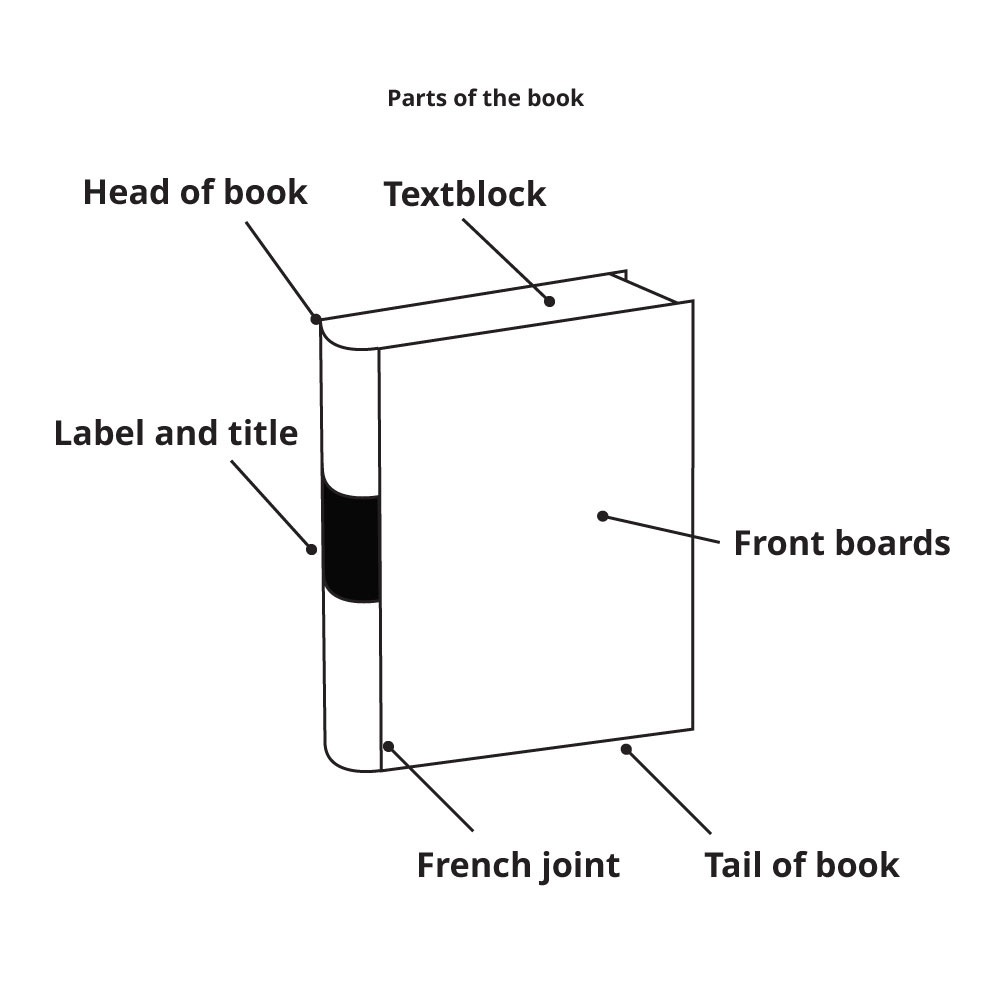 Parts of the book
Head of book
Textblock
Label and title
Front boards
French joint
Tail of book